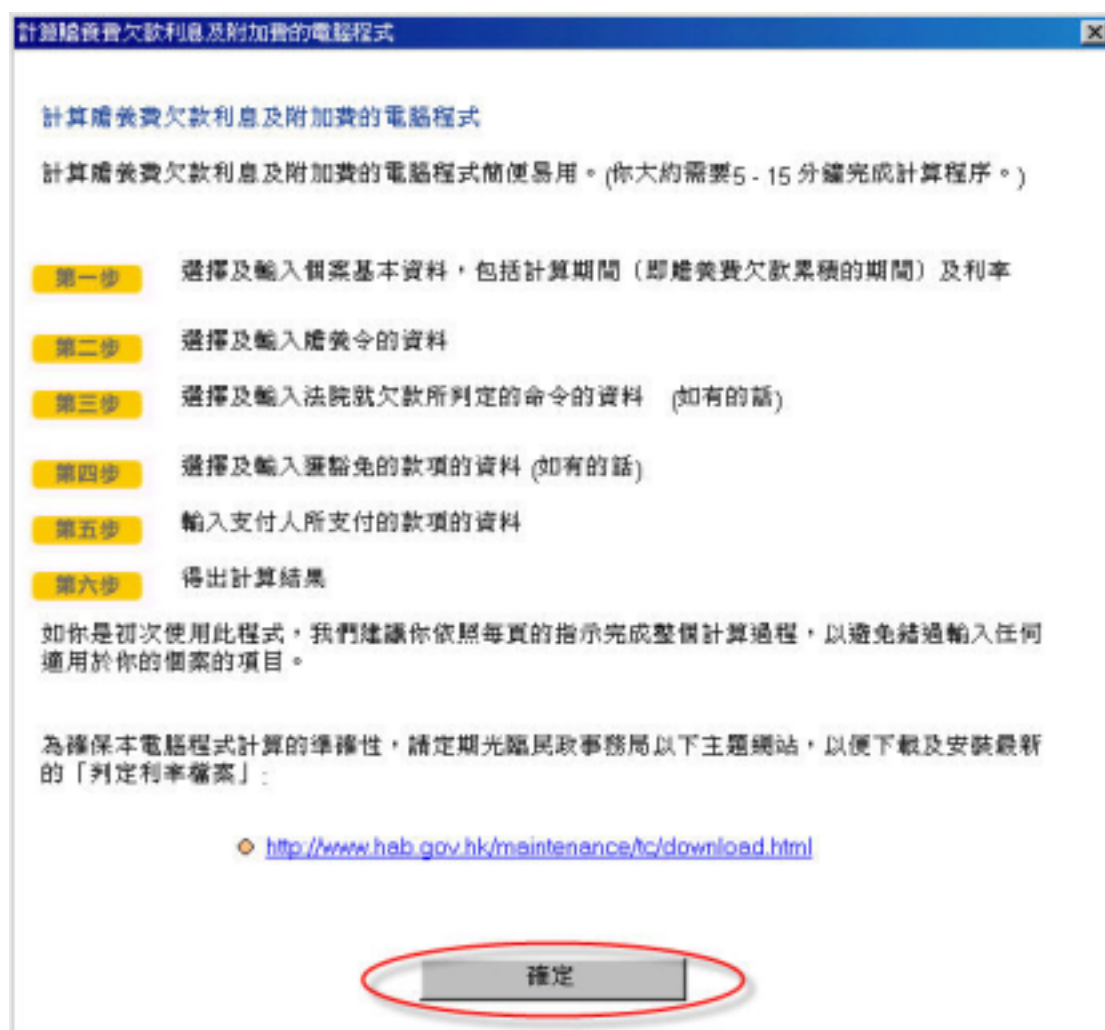 計算贍養費欠款利息及附加費的電腦程式
計算贍養費欠款利息及附加費的電腦程式
計算贍養費欠款利息及附加費的電腦程式簡便易用。(你大約需要5 - 15 分鐘完成計算程序。)
第一步 選擇及輸入個案基本資料，包括計算期間（即贍養費欠款累積的期間）及利率
第二步 選擇及輸入贍養令的資料
第三步 選擇及輸入法院就欠款所判定的命令的資料 (如有的話)
第四步 選擇及輸入獲豁免的款項的資料 (如有的話)
第五步 輸入支付人所支付的款項的資料
第六步 得出計算結果
如你是初次使用此程式，我們建議你依照每頁的指示完成整個計算過程，以避免錯過輸入任何
適用於你的個案的項目。
為確保本電腦程式計算的準確性，請定期光臨民政事務局以下主題網站，以便下載及安裝最新
的「判定利率檔案」:
http://www.hab.gov.hk/maintenance/tc/download.html
確定